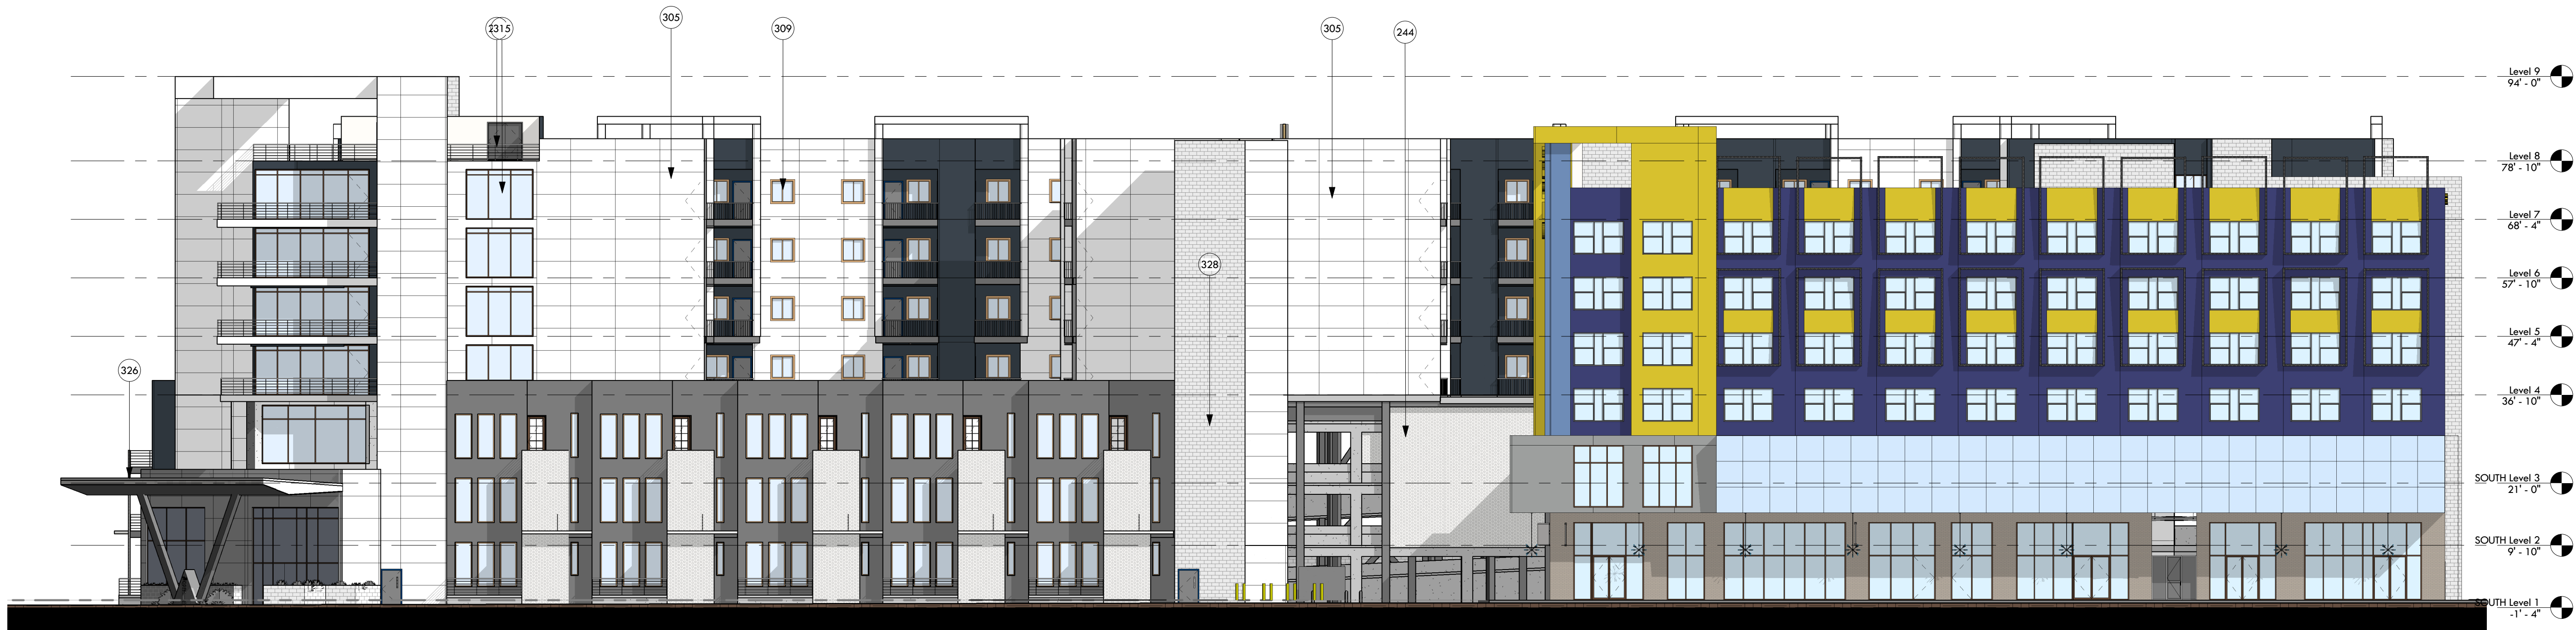 315
305
309
305
244
328
326
Level 9
94' - 0"
Level 8
78' - 10"
Level 7
68' - 4"
Level 6
57' - 10"
Level 5
47' - 4"
Level 4
36' - 10"
SOUTH Level 3
21' - 0"
SOUTH Level 2
9' - 10"
SOUTH Level 1
-1' - 4"